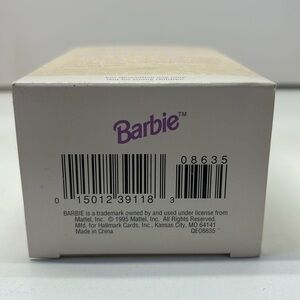 Barbie™
08635
0 15012 39118 3
BARBIE is a trademark owned by and used under license from
Mattel, Inc. © 1995 Mattel, Inc. All Rights Reserved.
Mfd. for Hallmark Cards, Inc., Kansas City, MO 64141
Made in China QEO8635